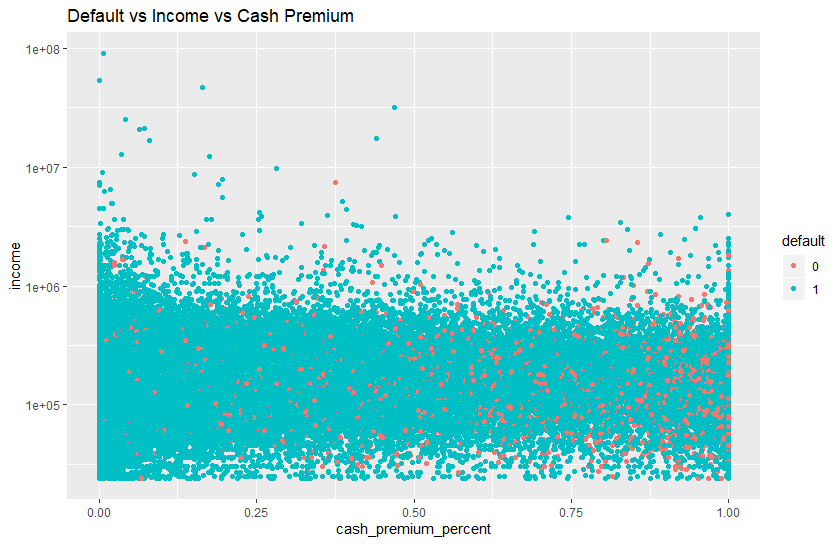 Default vs Income vs Cash Premium
1e+08
1e+07
1e+06
1e+05
income
0.00 0.25 0.50 0.75 1.00
cash_premium_percent
default
0
1